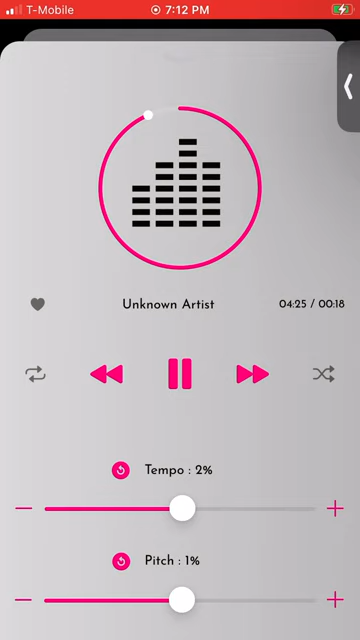 T-Mobile 7:12 PM
Unknown Artist 04:25 / 00:18
Tempo : 2%
Pitch : 1%